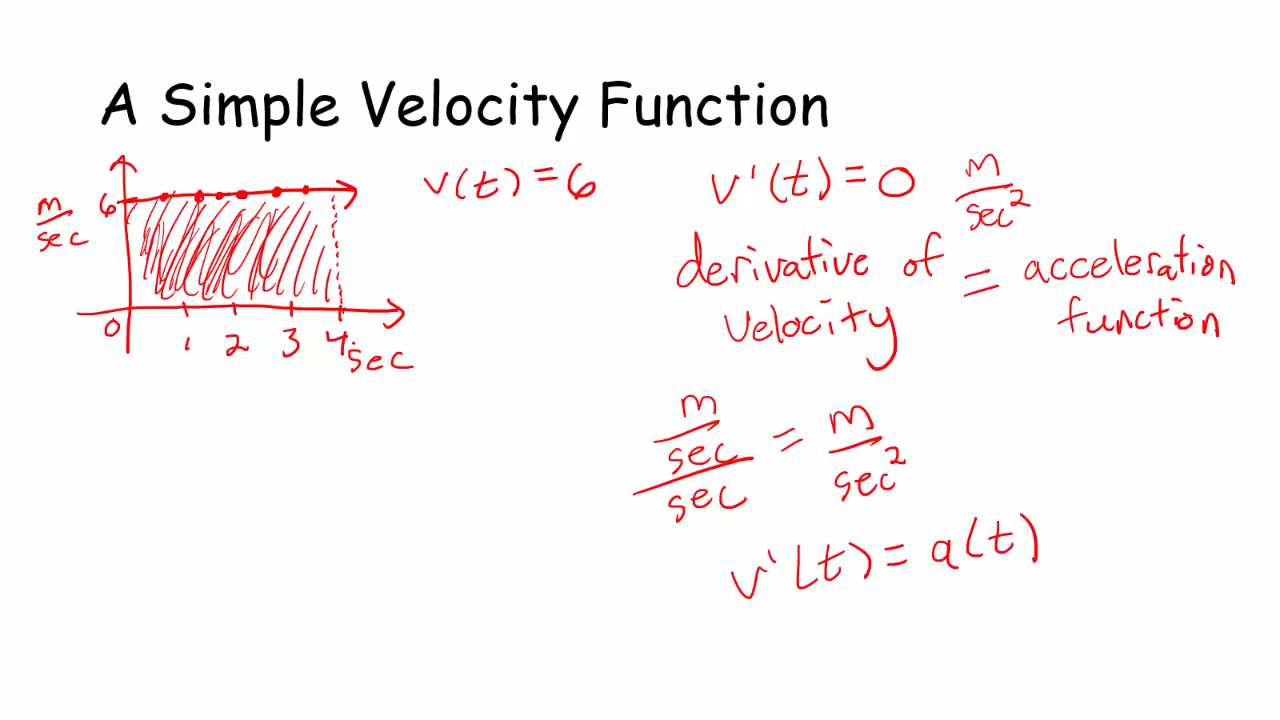 A Simple Velocity Function
m/sec
6
0 1 2 3 4 sec
v(t) = 6
v'(t) = 0 m/sec²
derivative of velocity = acceleration function
m/sec / sec = m/sec²
v'(t) = a(t)